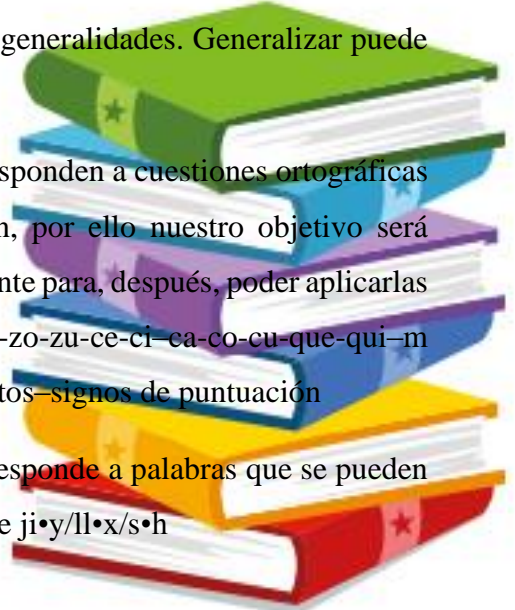 generalidades. Generalizar puede
sponden a cuestiones ortográficas
n, por ello nuestro objetivo será
nte para, después, poder aplicarlas
-zo-zu-ce-ci–ca-co-cu-que-qui–m
tos–signos de puntuación
esponde a palabras que se pueden
e ji•y/ll•x/s•h